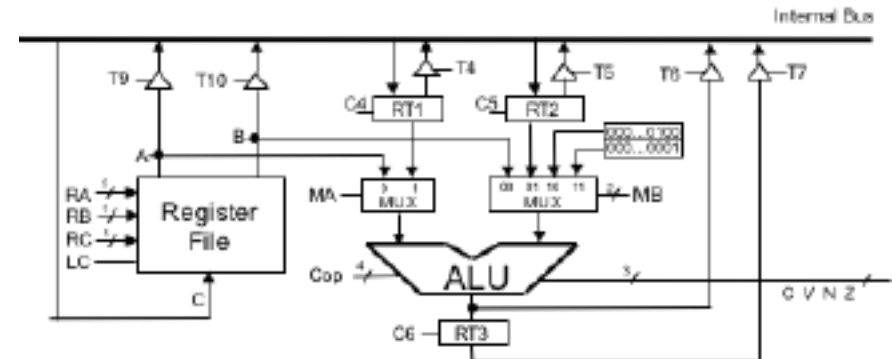 Internal Bus
T9
T10
T4
T5
T6
T7
C4
RT1
C5
RT2
B
A
000...0100
000...0001
RA
RB
RC
LC
Register
File
MA
0 1
MUX
00 01 10 11
MUX
2
MB
Cop
4
ALU
3
C V N Z
C
C6
RT3